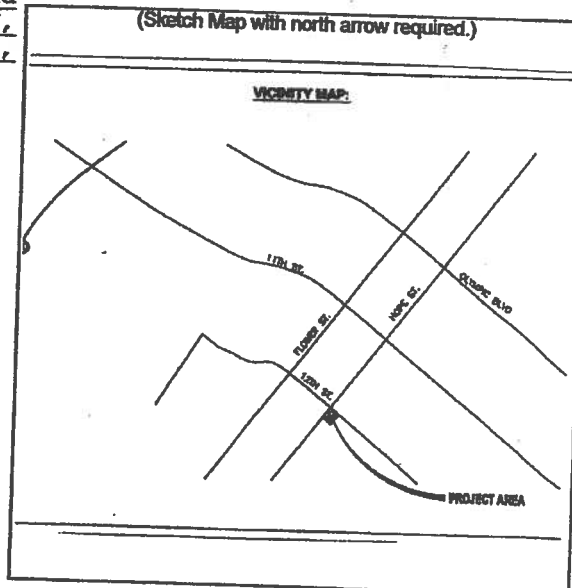 (Sketch Map with north arrow required.)
VICINITY MAP:
11TH ST.
OLYMPIC BLVD
HOPE ST.
FLOWER ST.
12TH ST.
PROJECT AREA